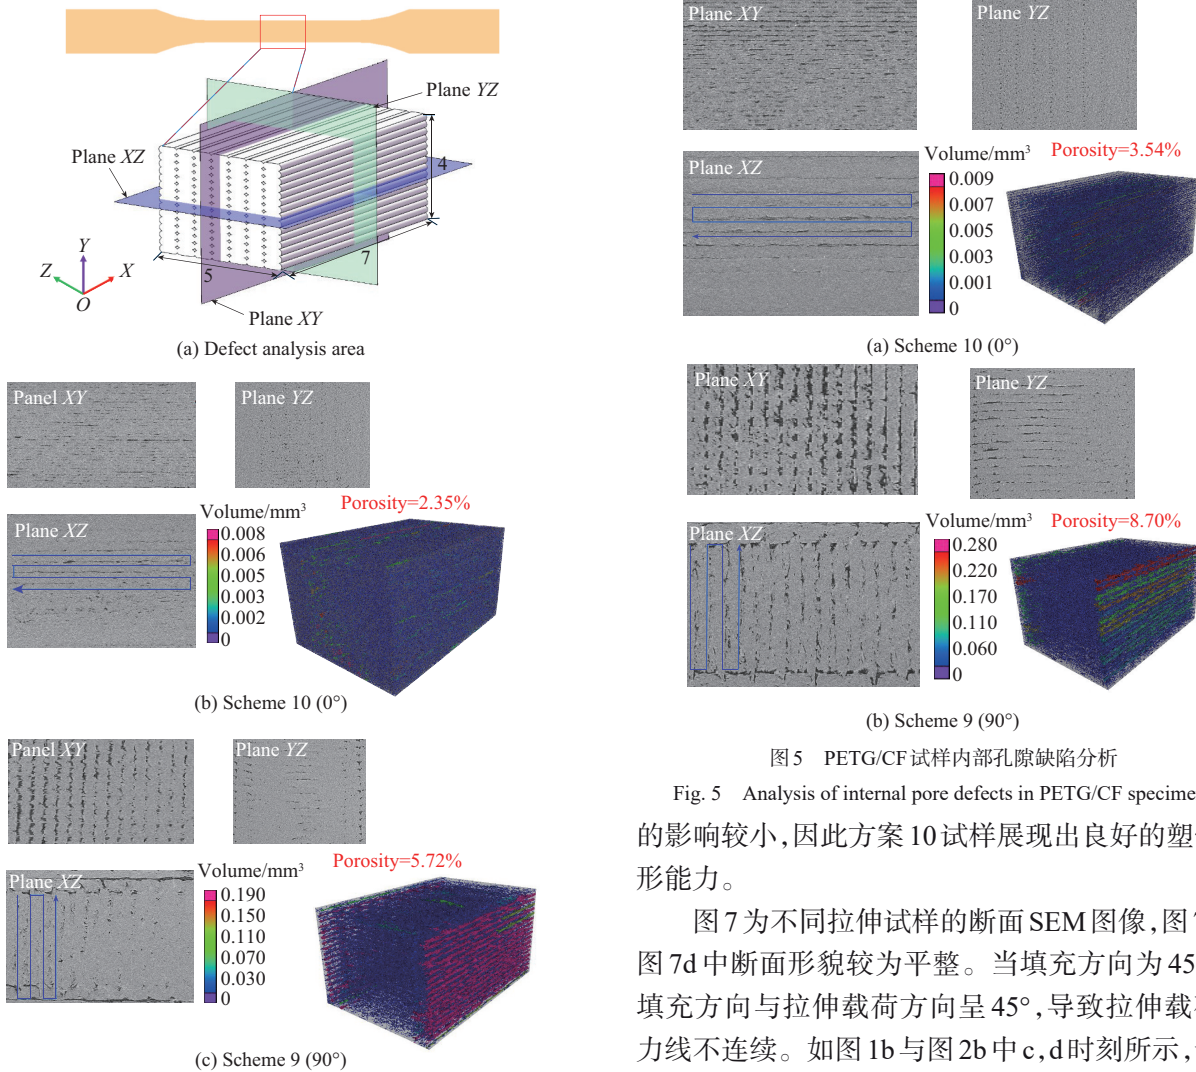 Plane YZ
Plane XZ
4
7
5
Y
Z
X
O
Plane XY
(a) Defect analysis area
Panel XY
Plane YZ
Plane XZ
Volume/mm³
Porosity=2.35%
0.008
0.006
0.005
0.003
0.002
0
(b) Scheme 10 (0°)
Panel XY
Plane YZ
Plane XZ
Volume/mm³
Porosity=5.72%
0.190
0.150
0.110
0.070
0.030
0
(c) Scheme 9 (90°)
Plane XY
Plane YZ
Plane XZ
Volume/mm³
Porosity=3.54%
0.009
0.007
0.005
0.003
0.001
0
(a) Scheme 10 (0°)
Plane XY
Plane YZ
Plane XZ
Volume/mm³
Porosity=8.70%
0.280
0.220
0.170
0.110
0.060
0
(b) Scheme 9 (90°)
图5 PETG/CF试样内部孔隙缺陷分析
Fig. 5 Analysis of internal pore defects in PETG/CF specime
的影响较小,因此方案10试样展现出良好的塑
形能力。
图7为不同拉伸试样的断面SEM图像,图
图7d中断面形貌较为平整。当填充方向为45
填充方向与拉伸载荷方向呈45°,导致拉伸载
力线不连续。如图1b与图2b中c,d时刻所示,